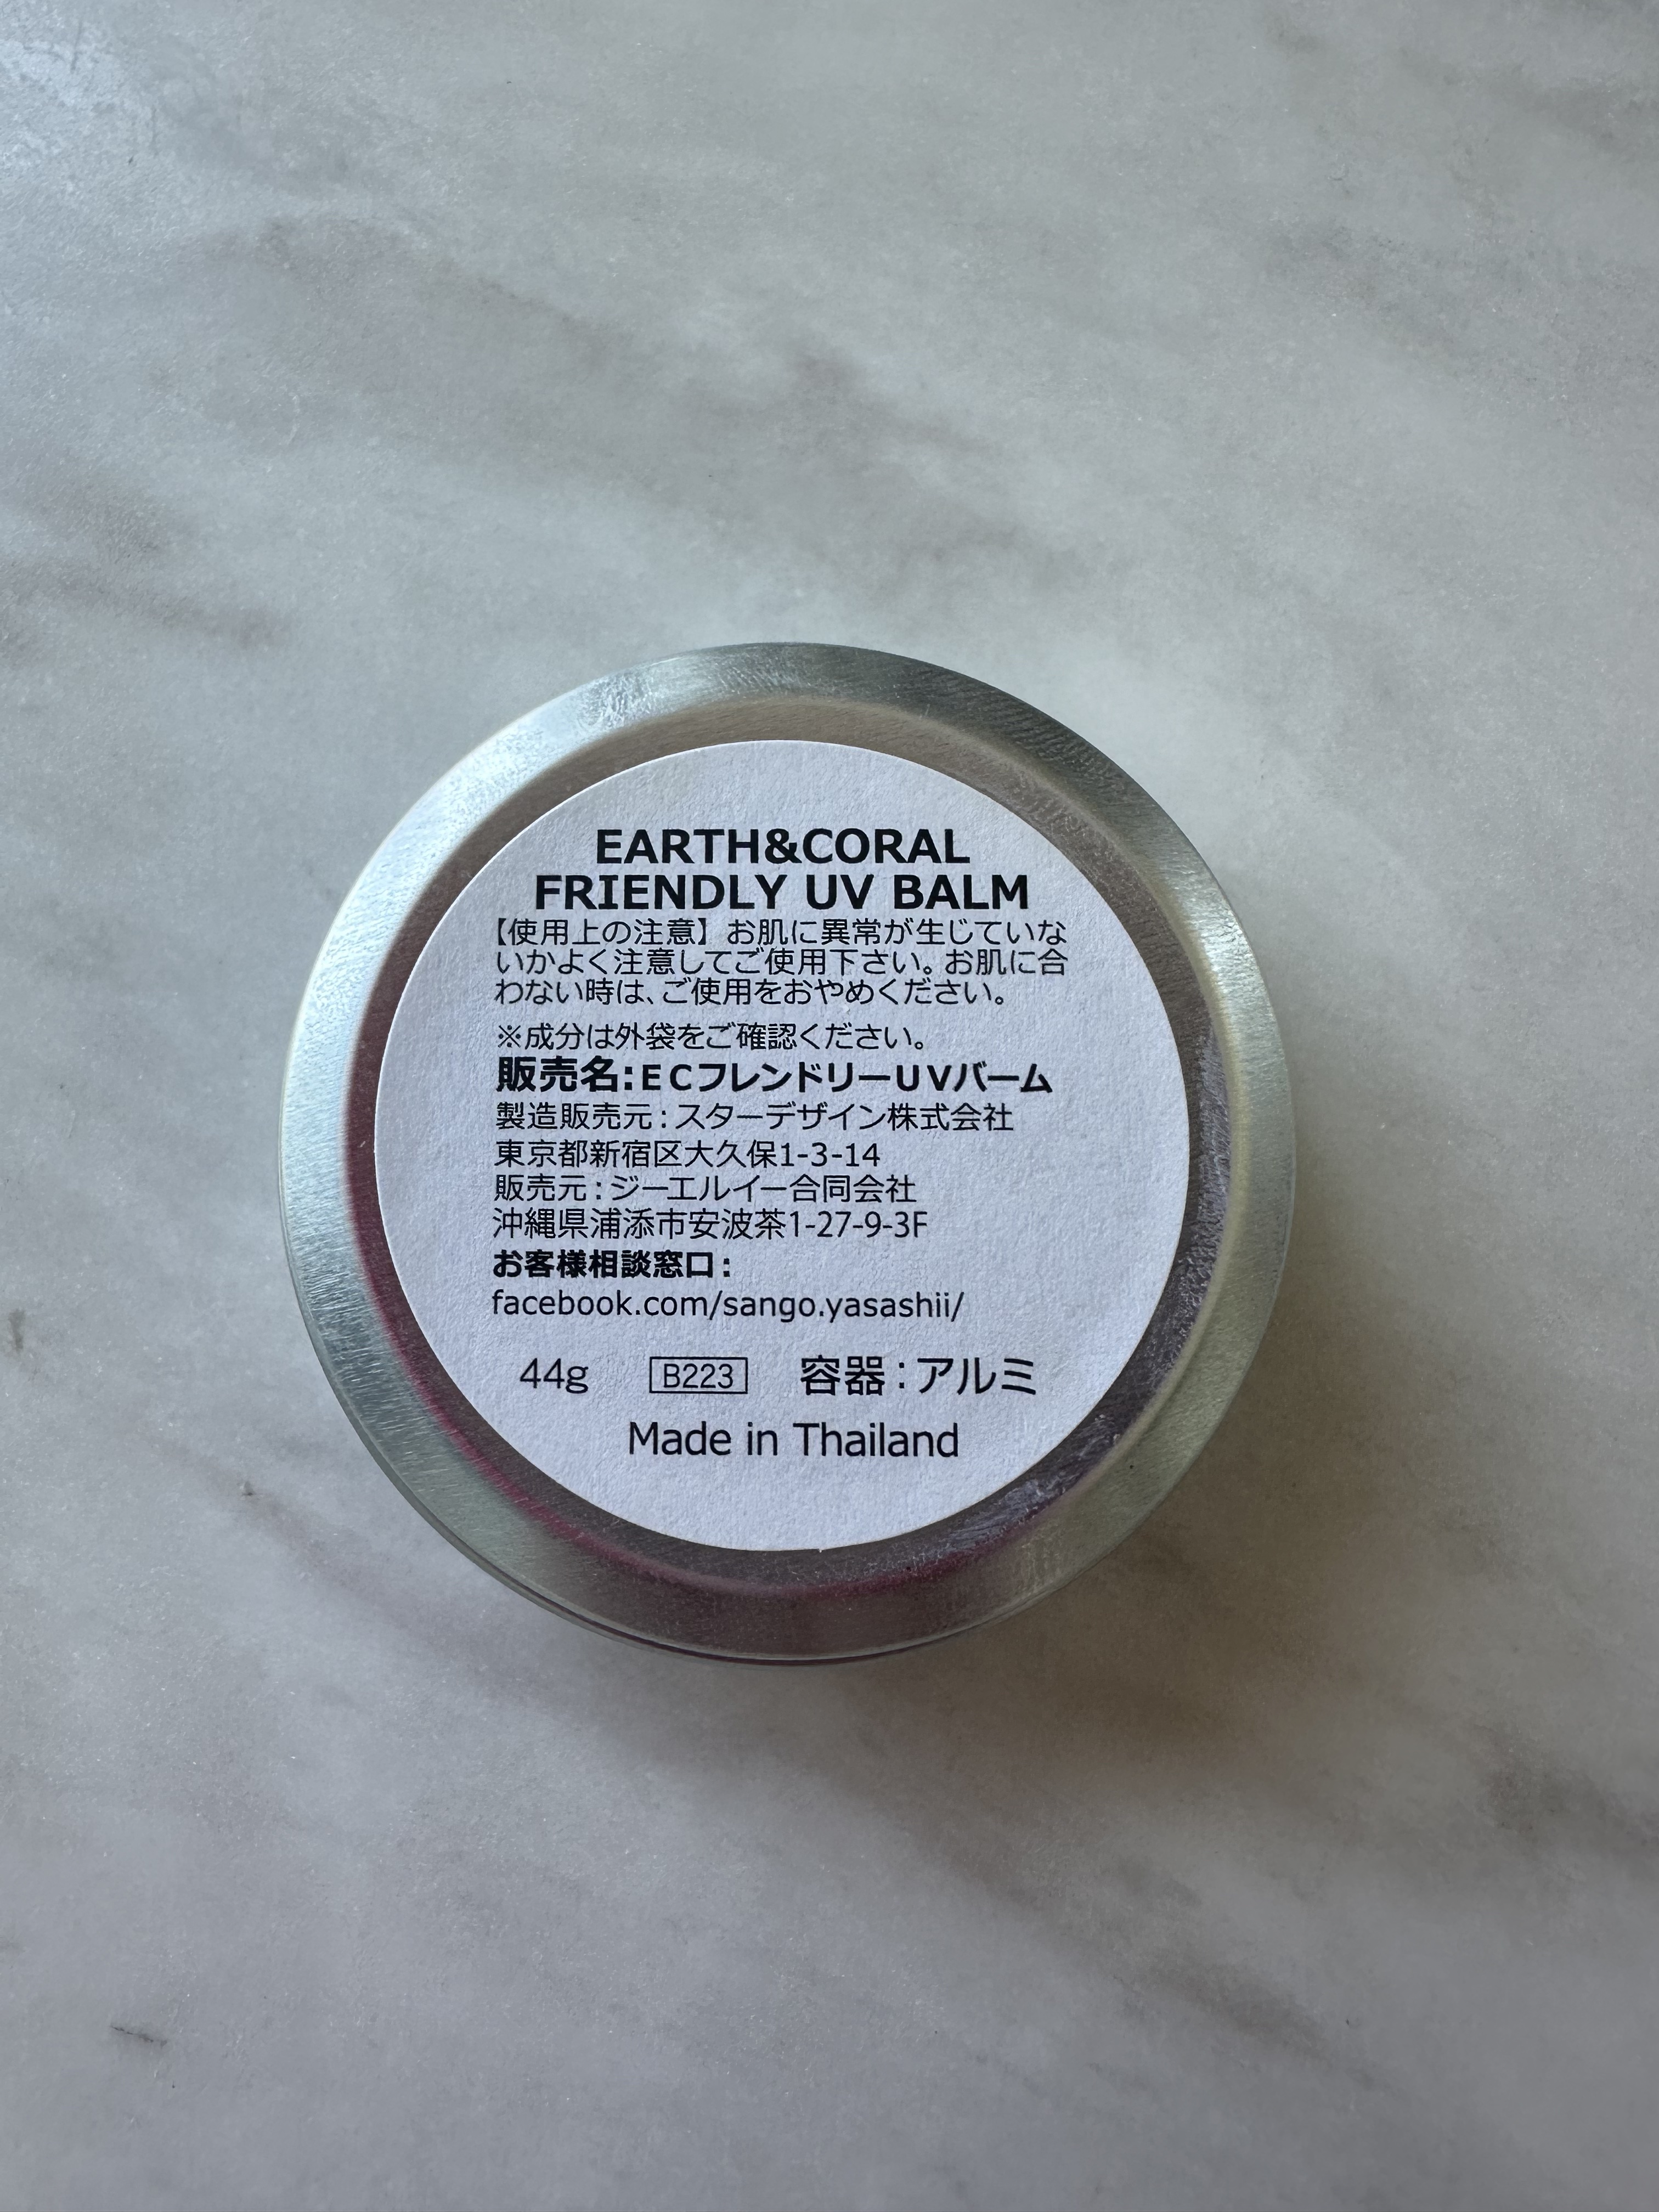 EARTH&CORAL
FRIENDLY UV BALM
【使用上の注意】お肌に異常が生じていな
いかよく注意してご使用下さい。お肌に合
わない時は、ご使用をおやめください。
※成分は外袋をご確認ください。
販売名:ECフレンドリーUVバーム
製造販売元:スターデザイン株式会社
東京都新宿区大久保1-3-14
販売元:ジーエルイー合同会社
沖縄県浦添市安波茶1-27-9-3F
お客様相談窓口:
facebook.com/sango.yasashii/
44g B223 容器:アルミ
Made in Thailand